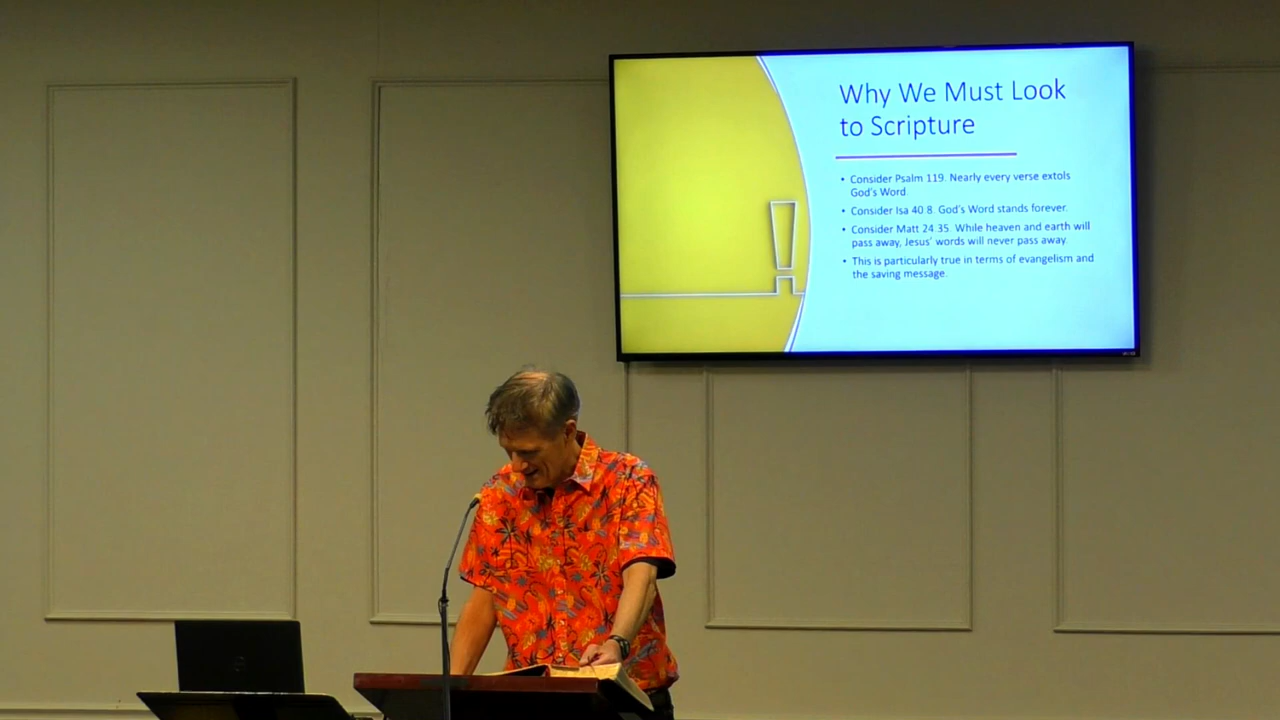 Why We Must Look
to Scripture
• Consider Psalm 119. Nearly every verse extols
God's Word.
• Consider Isa 40.8. God's Word stands forever.
• Consider Matt 24.35. While heaven and earth will
pass away, Jesus' words will never pass away.
• This is particularly true in terms of evangelism and
the saving message.